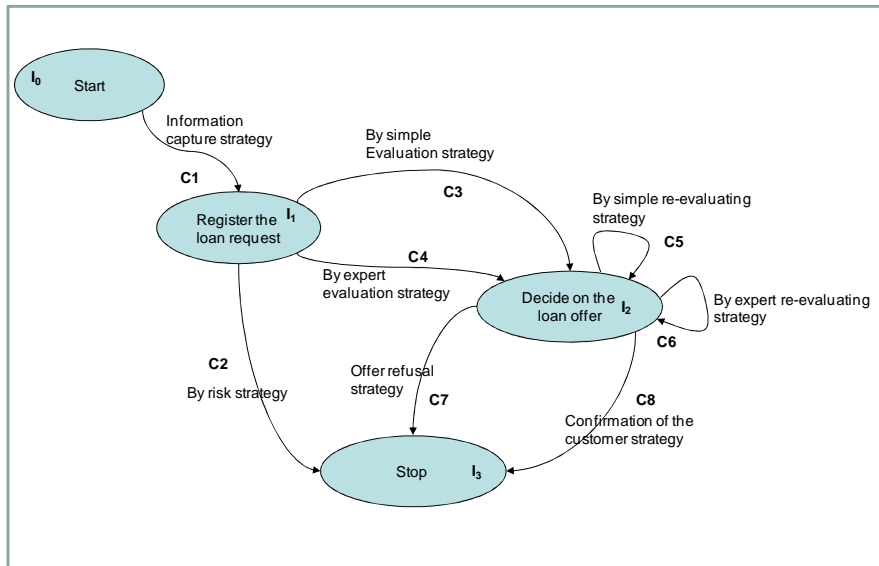 I0
Start
Information
capture strategy
C1
By simple
Evaluation strategy
C3
Register the
loan request
I1
C4
By expert
evaluation strategy
By simple re-evaluating
strategy
C5
Decide on the
loan offer
I2
By expert re-evaluating
strategy
C6
C2
By risk strategy
Offer refusal
strategy
C7
C8
Confirmation of the
customer strategy
Stop
I3